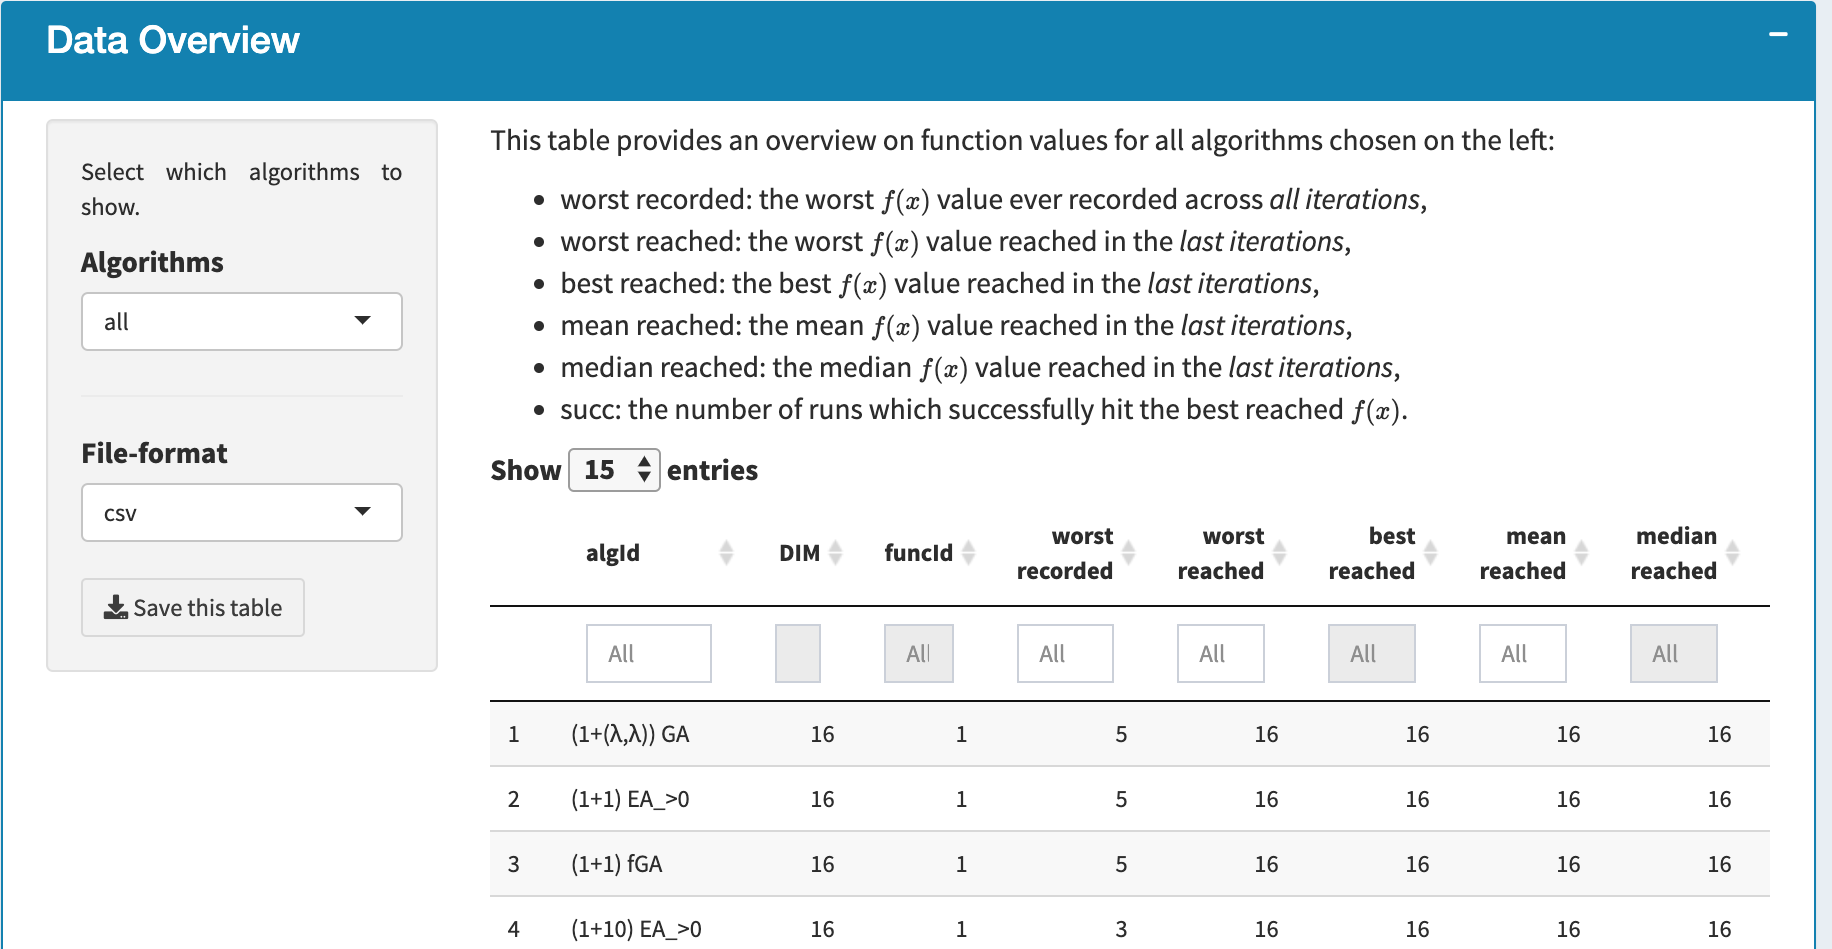 Data Overview
Select which algorithms to
show.
Algorithms
all
File-format
csv
Save this table
This table provides an overview on function values for all algorithms chosen on the left:
• worst recorded: the worst f(x) value ever recorded across all iterations,
• worst reached: the worst f(x) value reached in the last iterations,
• best reached: the best f(x) value reached in the last iterations,
• mean reached: the mean f(x) value reached in the last iterations,
• median reached: the median f(x) value reached in the last iterations,
• succ: the number of runs which successfully hit the best reached f(x).
Show 15 entries
algId DIM funcId worst recorded worst reached best reached mean reached median reached
All All All All All All All
1 (1+(λ,λ)) GA 16 1 5 16 16 16 16
2 (1+1) EA_>0 16 1 5 16 16 16 16
3 (1+1) fGA 16 1 5 16 16 16 16
4 (1+10) EA_>0 16 1 3 16 16 16 16